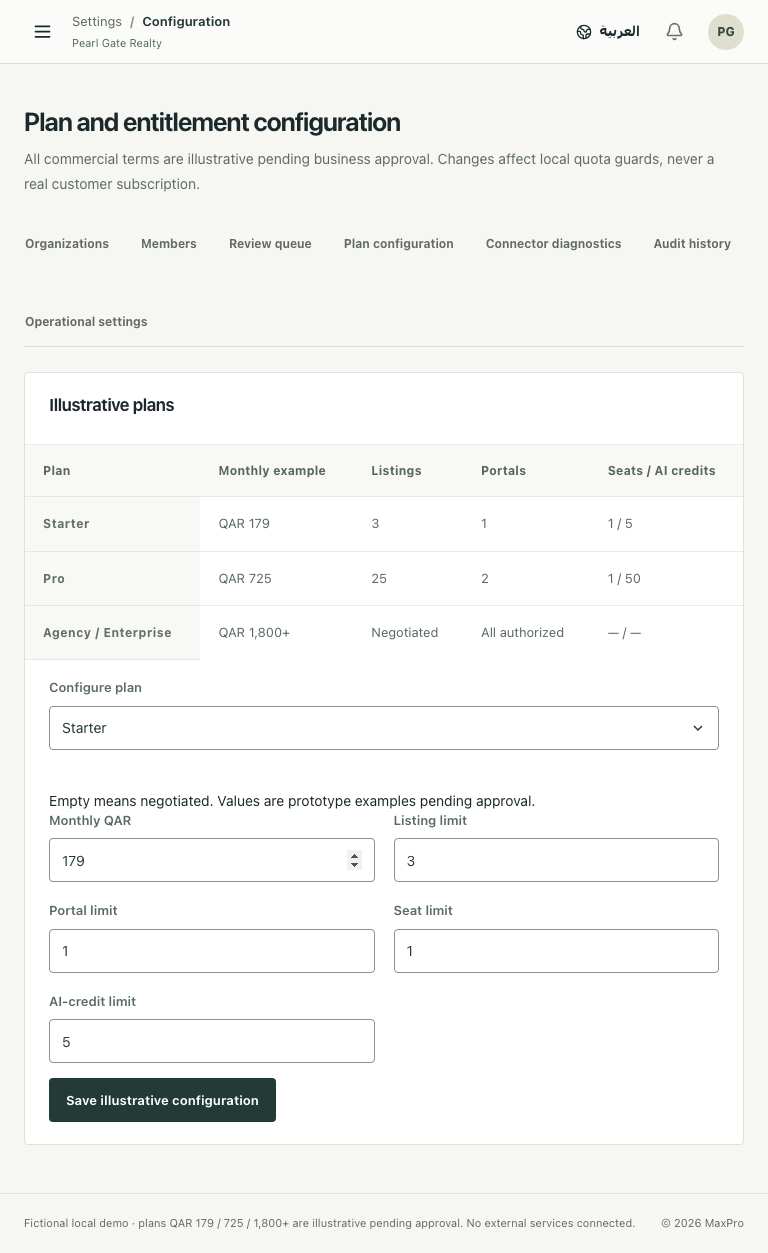 Settings / Configuration
Pearl Gate Realty
العربية
PG
Plan and entitlement configuration
All commercial terms are illustrative pending business approval. Changes affect local quota guards, never a
real customer subscription.
Organizations Members Review queue Plan configuration Connector diagnostics Audit history
Operational settings
Illustrative plans
Plan Monthly example Listings Portals Seats / AI credits
Starter QAR 179 3 1 1 / 5
Pro QAR 725 25 2 1 / 50
Agency / Enterprise QAR 1,800+ Negotiated All authorized — / —
Configure plan
Starter
Empty means negotiated. Values are prototype examples pending approval.
Monthly QAR Listing limit
179 3
Portal limit Seat limit
1 1
AI-credit limit
5
Save illustrative configuration
Fictional local demo · plans QAR 179 / 725 / 1,800+ are illustrative pending approval. No external services connected. © 2026 MaxPro